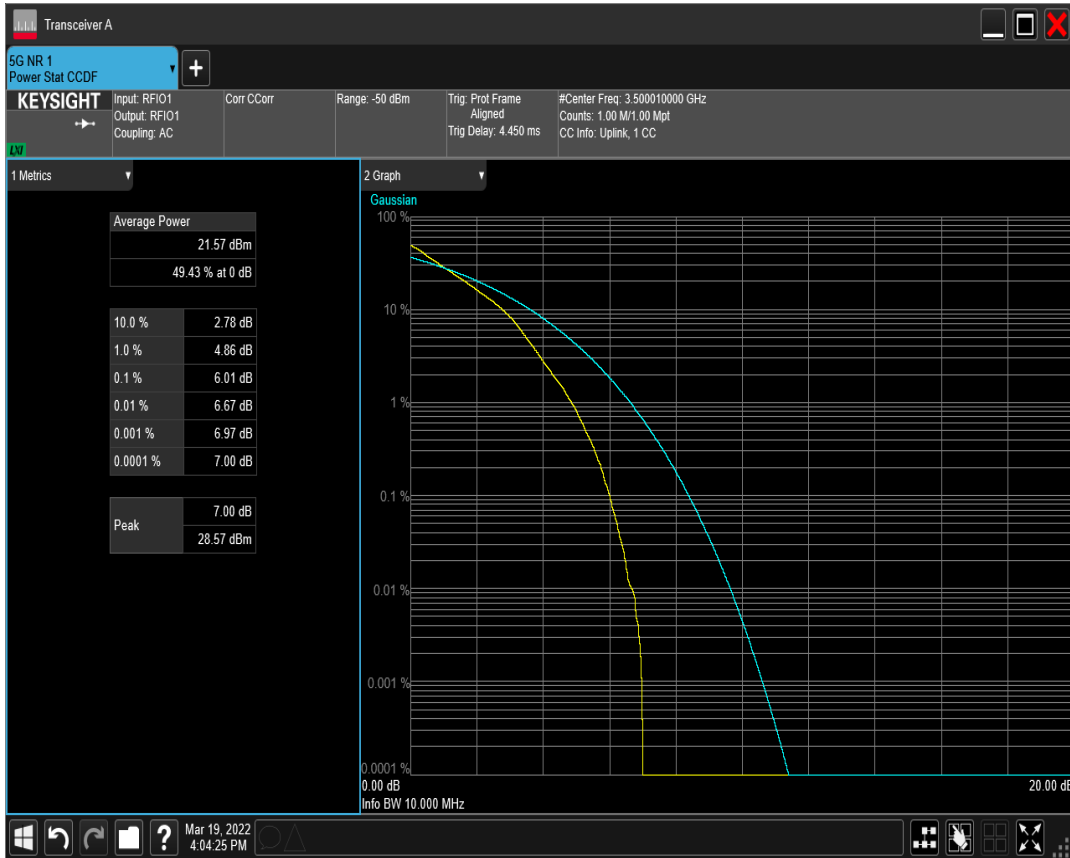 Transceiver A
5G NR 1
Power Stat CCDF
KEYSIGHT
LXI
Input: RFIO1
Output: RFIO1
Coupling: AC
Corr CCorr
Range: -50 dBm
Trig: Prot Frame
Aligned
Trig Delay: 4.450 ms
#Center Freq: 3.500010000 GHz
Counts: 1.00 M/1.00 Mpt
CC Info: Uplink, 1 CC
1 Metrics
Average Power
21.57 dBm
49.43 % at 0 dB
10.0 % 2.78 dB
1.0 % 4.86 dB
0.1 % 6.01 dB
0.01 % 6.67 dB
0.001 % 6.97 dB
0.0001 % 7.00 dB
Peak
7.00 dB
28.57 dBm
2 Graph
Gaussian
100 %
10 %
1 %
0.1 %
0.01 %
0.001 %
0.0001 %
0.00 dB 20.00 dB
Info BW 10.000 MHz
?
Mar 19, 2022
4:04:25 PM